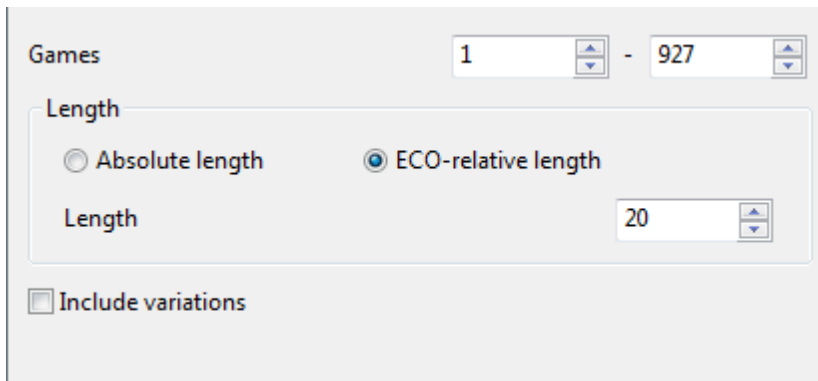 Games 1 - 927
Length
Absolute length ECO-relative length
Length 20
Include variations